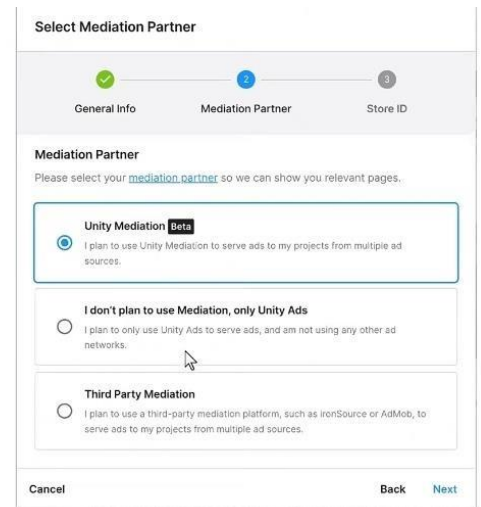 Select Mediation Partner
2 3
General Info Mediation Partner Store ID
Mediation Partner
Please select your mediation partner so we can show you relevant pages.
Unity Mediation Beta
I plan to use Unity Mediation to serve ads to my projects from multiple ad
sources.
I don't plan to use Mediation, only Unity Ads
I plan to only use Unity Ads to serve ads, and am not using any other ad
networks.
Third Party Mediation
I plan to use a third-party mediation platform, such as ironSource or AdMob, to
serve ads to my projects from multiple ad sources.
Cancel Back Next